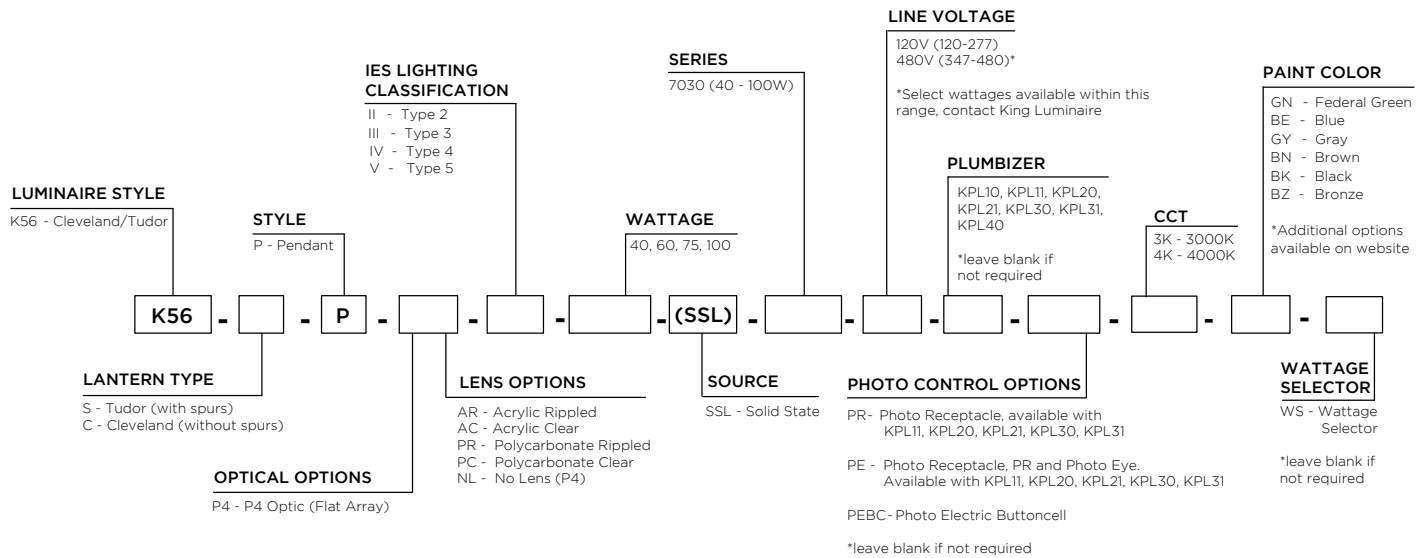 LINE VOLTAGE
120V (120-277)
480V (347-480)*
*Select wattages available within this
range, contact King Luminaire
SERIES
7030 (40 - 100W)
IES LIGHTING
CLASSIFICATION
II - Type 2
III - Type 3
IV - Type 4
V - Type 5
PAINT COLOR
GN - Federal Green
BE - Blue
GY - Gray
BN - Brown
BK - Black
BZ - Bronze
*Additional options
available on website
PLUMBIZER
KPL10, KPL11, KPL20,
KPL21, KPL30, KPL31,
KPL40
*leave blank if
not required
LUMINAIRE STYLE
K56 - Cleveland/Tudor
STYLE
P - Pendant
WATTAGE
40, 60, 75, 100
CCT
3K - 3000K
4K - 4000K
K56 - - P - - - - (SSL) - - - - - - -
LANTERN TYPE
S - Tudor (with spurs)
C - Cleveland (without spurs)
OPTICAL OPTIONS
P4 - P4 Optic (Flat Array)
LENS OPTIONS
AR - Acrylic Rippled
AC - Acrylic Clear
PR - Polycarbonate Rippled
PC - Polycarbonate Clear
NL - No Lens (P4)
SOURCE
SSL - Solid State
PHOTO CONTROL OPTIONS
PR- Photo Receptacle, available with
KPL11, KPL20, KPL21, KPL30, KPL31
PE - Photo Receptacle, PR and Photo Eye.
Available with KPL11, KPL20, KPL21, KPL30, KPL31
PEBC-Photo Electric Buttoncell
*leave blank if not required
WATTAGE
SELECTOR
WS - Wattage
Selector
*leave blank if
not required